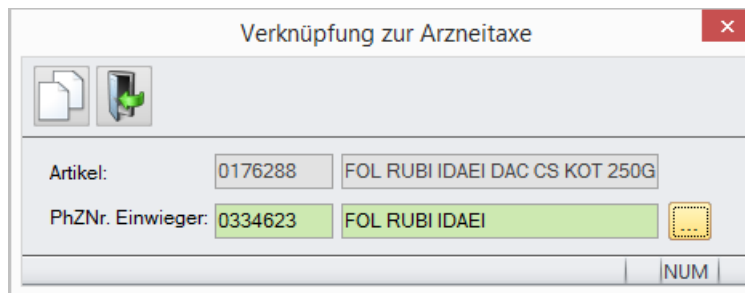 Verknüpfung zur Arzneitaxe
Artikel: 0176288 FOL RUBI IDAEI DAC CS KOT 250G
PhZNr. Einwieger: 0334623 FOL RUBI IDAEI ...
NUM